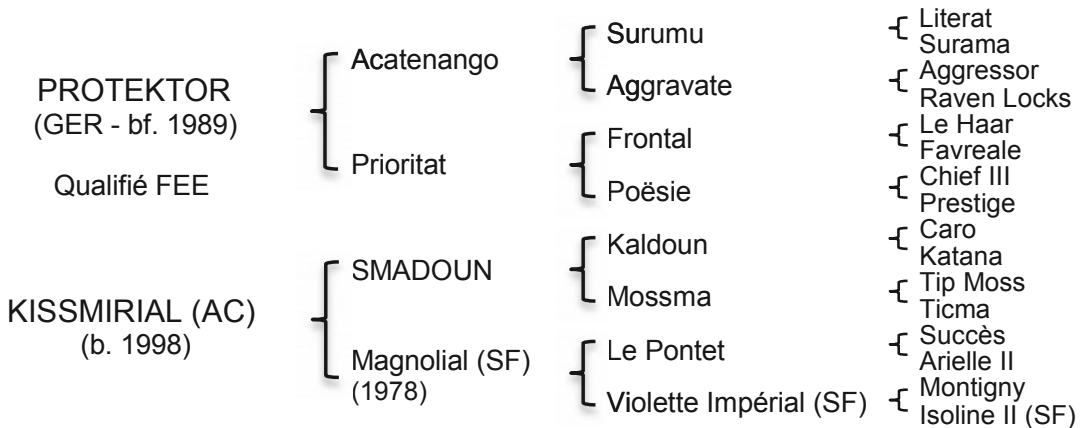 PROTEKTOR
(GER - bf. 1989)
Qualifié FEE
KISSMIRIAL (AC)
(b. 1998)
Acatenango
Prioritat
SMADOUN
Magnolial (SF)
(1978)
Surumu
Aggravate
Frontal
Poësie
Kaldoun
Mossma
Le Pontet
Violette Impérial (SF)
Literat
Surama
Aggressor
Raven Locks
Le Haar
Favreale
Chief III
Prestige
Caro
Katana
Tip Moss
Ticma
Succès
Arielle II
Montigny
Isoline II (SF)